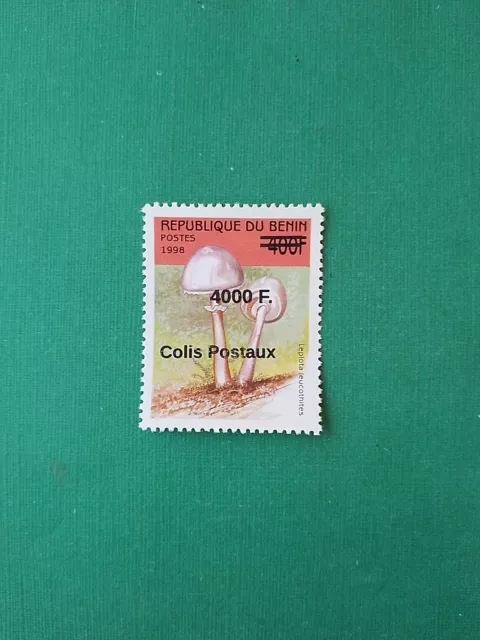 REPUBLIQUE DU BENIN
POSTES
400F
1998
4000 F.
Colis Postaux
Lepiota leucothites